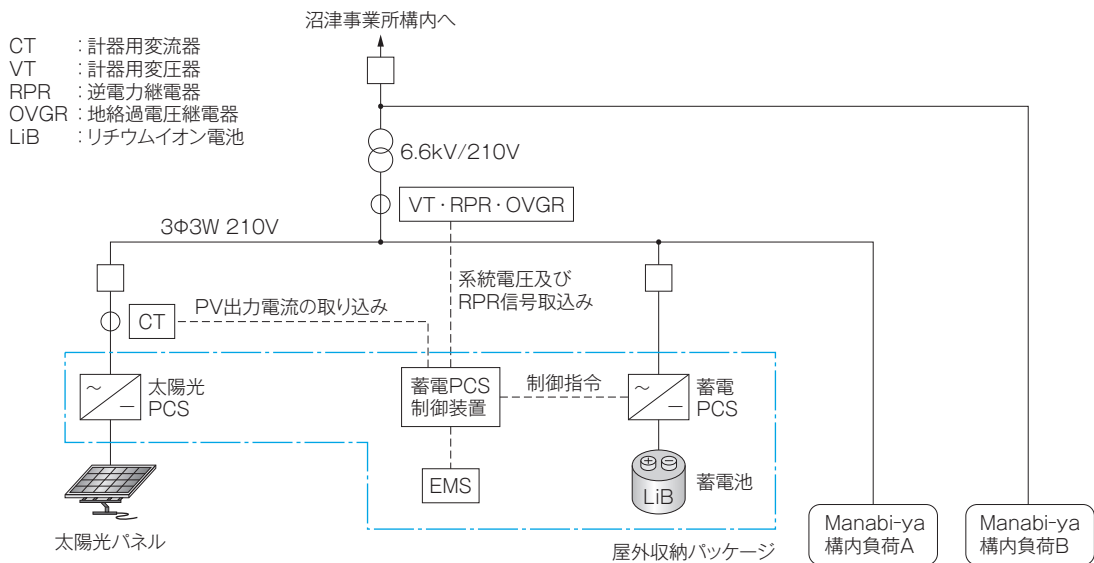 沼津事業所構内へ
CT :計器用変流器
VT :計器用変圧器
RPR :逆電力継電器
OVGR :地絡過電圧継電器
LiB :リチウムイオン電池
6.6kV/210V
VT・RPR・OVGR
3Φ3W 210V
系統電圧及び
RPR信号取込み
PV出力電流の取り込み
CT
太陽光
PCS
蓄電PCS
制御装置
制御指令
蓄電
PCS
EMS
LiB
蓄電池
太陽光パネル
屋外収納パッケージ
Manabi-ya
構内負荷A
Manabi-ya
構内負荷B